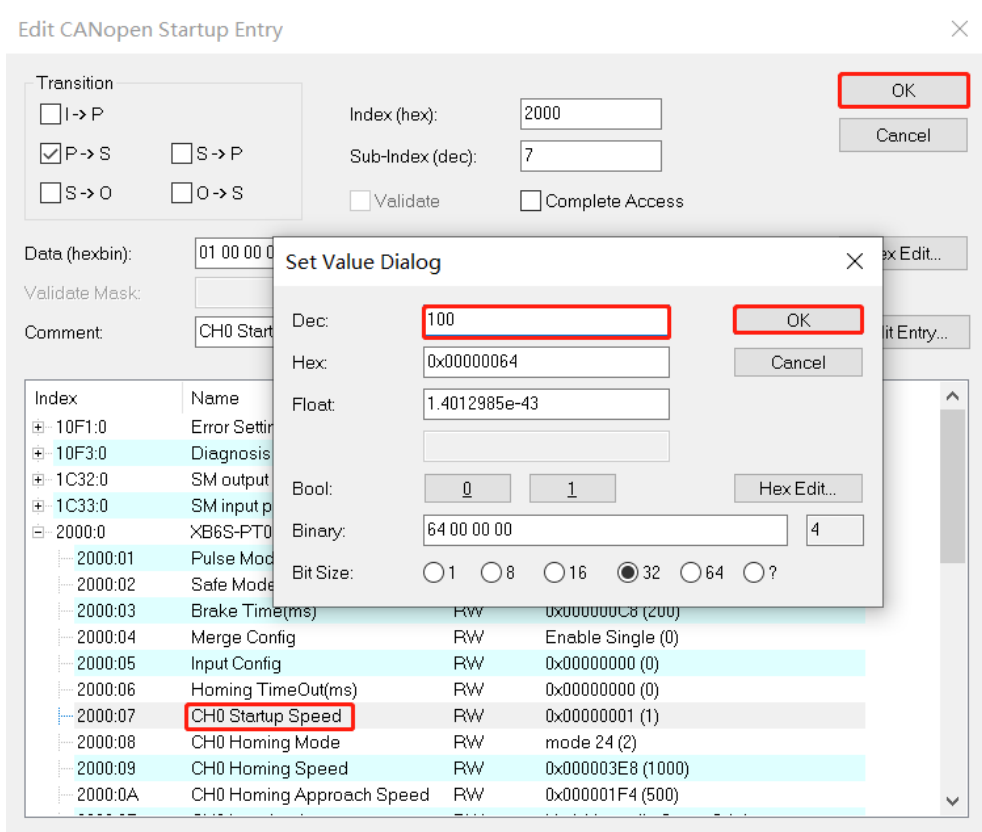 Edit CANopen Startup Entry
Transition
I -> P
P -> S
S -> P
S -> O
O -> S
Index (hex):
2000
Sub-Index (dec):
7
Validate
Complete Access
OK
Cancel
Data (hexbin):
01 00 00 0
Validate Mask:
Comment:
CH0 Start
ex Edit...
lit Entry...
Set Value Dialog
Dec:
100
OK
Hex:
0x00000064
Cancel
Float:
1.4012985e-43
Bool:
0
1
Hex Edit...
Binary:
64 00 00 00
4
Bit Size:
1
8
16
32
64
?
Index Name
10F1:0 Error Settin
10F3:0 Diagnosis
1C32:0 SM output
1C33:0 SM input p
2000:0 XB6S-PT0
2000:01 Pulse Mod
2000:02 Safe Mode
2000:03 Brake Time(ms) RW 0x000000C8 (200)
2000:04 Merge Config RW Enable Single (0)
2000:05 Input Config RW 0x00000000 (0)
2000:06 Homing TimeOut(ms) RW 0x00000000 (0)
2000:07 CH0 Startup Speed RW 0x00000001 (1)
2000:08 CH0 Homing Mode RW mode 24 (2)
2000:09 CH0 Homing Speed RW 0x000003E8 (1000)
2000:0A CH0 Homing Approach Speed RW 0x000001F4 (500)